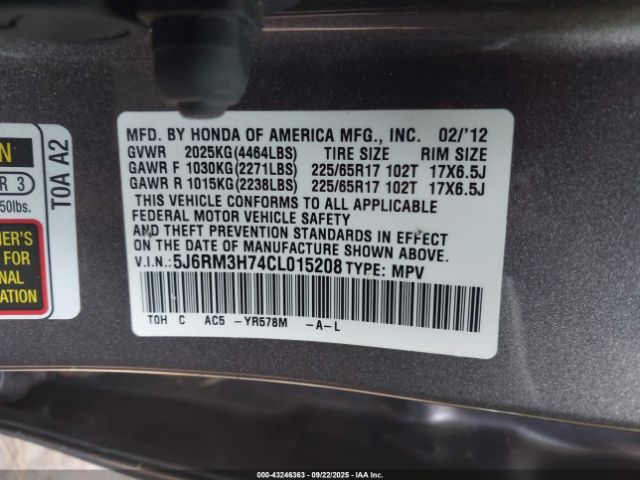 MFD. BY HONDA OF AMERICA MFG., INC. 02/'12
GVWR 2025KG(4464LBS) TIRE SIZE RIM SIZE
GAWR F 1030KG(2271LBS) 225/65R17 102T 17X6.5J
GAWR R 1015KG(2238LBS) 225/65R17 102T 17X6.5J
THIS VEHICLE CONFORMS TO ALL APPLICABLE
FEDERAL MOTOR VEHICLE SAFETY
AND THEFT PREVENTION STANDARDS IN EFFECT
ON THE DATE OF MANUFACTURE SHOWN ABOVE.
V.I.N.:5J6RM3H74CL015208 TYPE: MPV
TOH C AC5 -YR578M -A-L
T0A A2
R 3
50lbs.
000-43246363 - 09/22/2025 - IAA Inc.